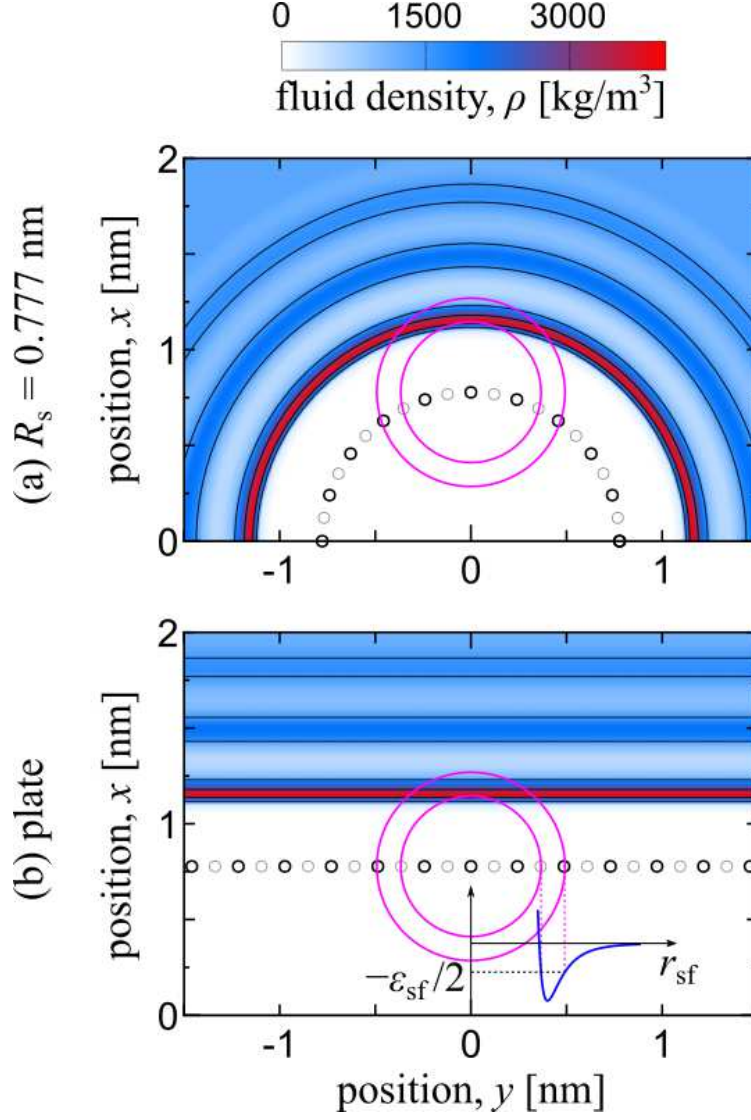 0 1500 3000
fluid density, ρ [kg/m³]
(a) Rₛ = 0.777 nm
position, x [nm]
2
1
0
-1 0 1
(b) plate
position, x [nm]
2
1
0
−εsf/2
rsf
-1 0 1
position, y [nm]